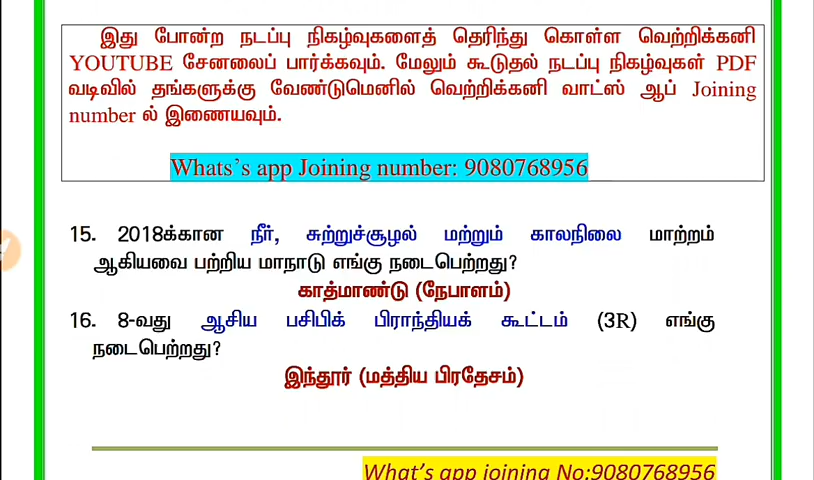 இது போன்ற நடப்பு நிகழ்வுகளைத் தெரிந்து கொள்ள வெற்றிக்கனி
YOUTUBE சேனலைப் பார்க்கவும். மேலும் கூடுதல் நடப்பு நிகழ்வுகள் PDF
வடிவில் தங்களுக்கு வேண்டுமெனில் வெற்றிக்கனி வாட்ஸ் ஆப் Joining
number ல் இணையவும்.
Whats’s app Joining number: 9080768956
15. 2018க்கான நீர், சுற்றுச்சூழல் மற்றும் காலநிலை மாற்றம்
ஆகியவை பற்றிய மாநாடு எங்கு நடைபெற்றது?
காத்மாண்டு (நேபாளம்)
16. 8-வது ஆசிய பசிபிக் பிராந்தியக் கூட்டம் (3R) எங்கு
நடைபெற்றது?
இந்தூர் (மத்திய பிரதேசம்)
What’s app joining No:9080768956